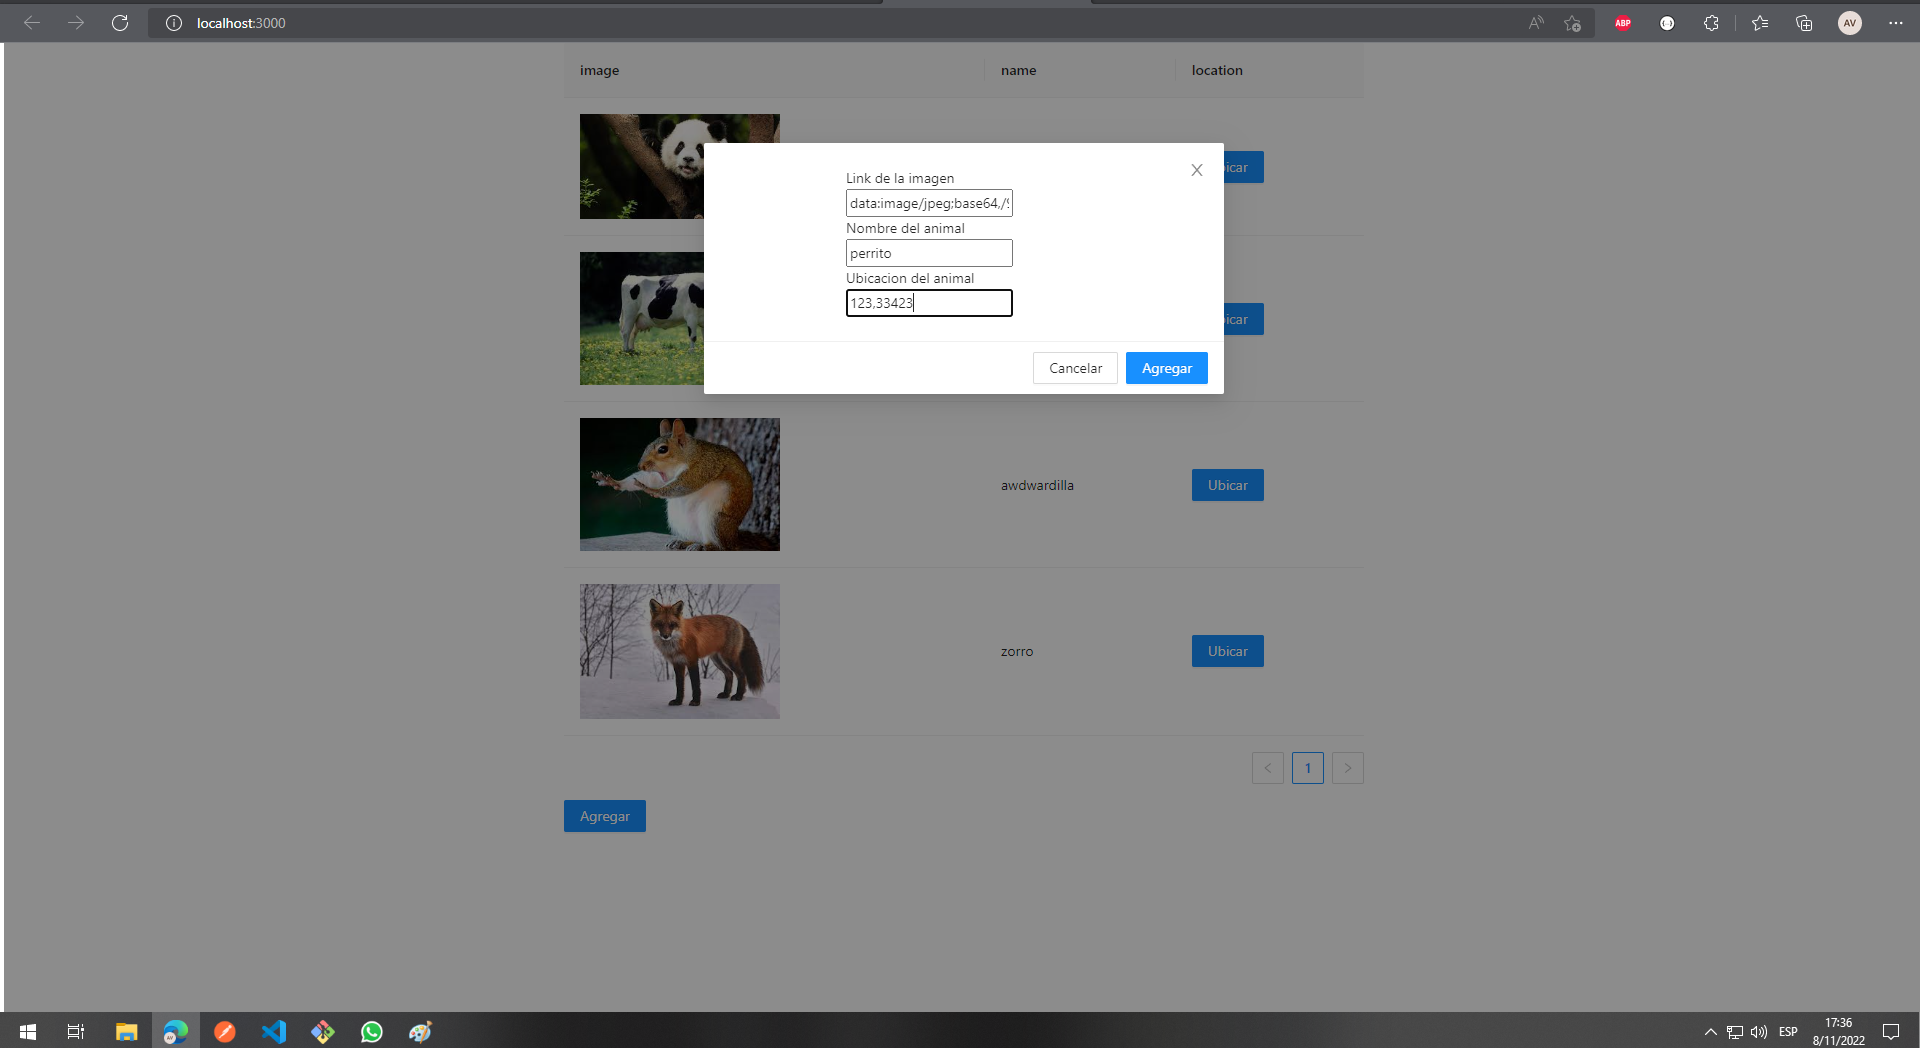 localhost:3000
ABP
AV
image name location
Link de la imagen
data:image/jpeg;base64,/9
icar
Nombre del animal
perrito
Ubicacion del animal
123,33423
icar
Cancelar Agregar
awdwardilla Ubicar
zorro Ubicar
1
Agregar
AV
ESP
17:36
8/11/2022